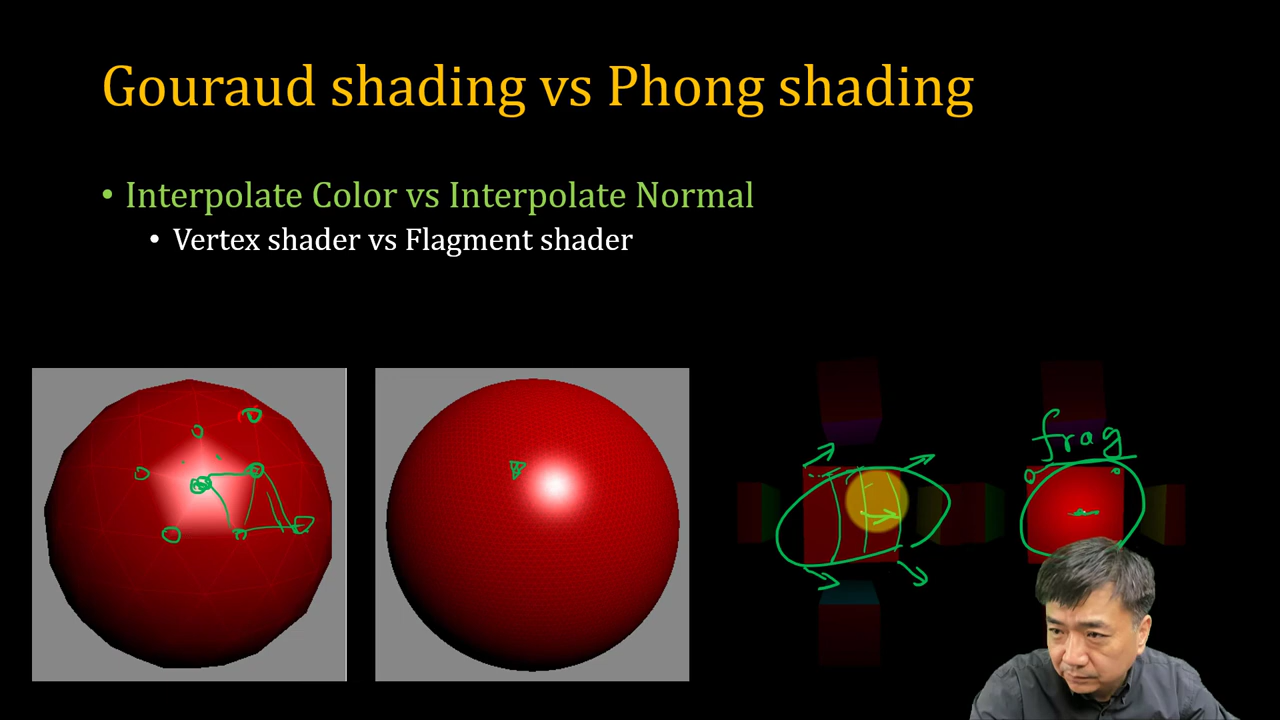 Gouraud shading vs Phong shading
• Interpolate Color vs Interpolate Normal
• Vertex shader vs Flagment shader
frag